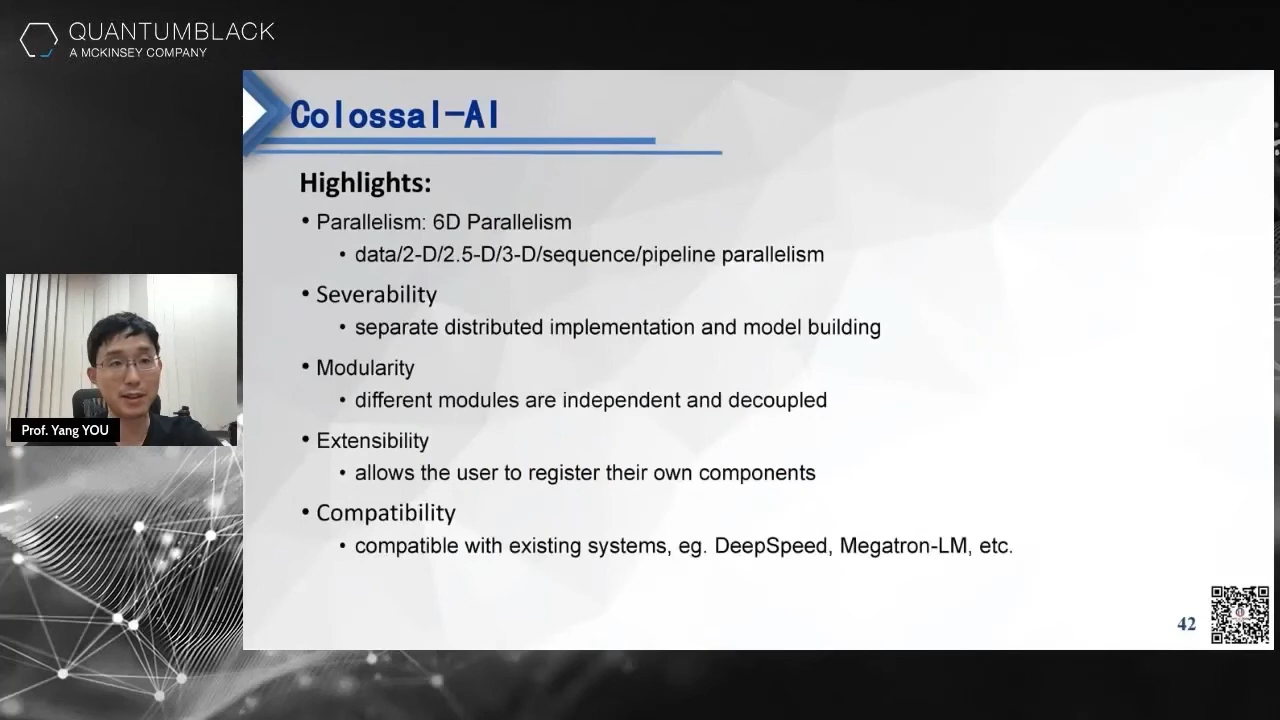 QUANTUMBLACK
A MCKINSEY COMPANY
Colossal-AI
Highlights:
• Parallelism: 6D Parallelism
• data/2-D/2.5-D/3-D/sequence/pipeline parallelism
• Severability
• separate distributed implementation and model building
• Modularity
• different modules are independent and decoupled
• Extensibility
• allows the user to register their own components
• Compatibility
• compatible with existing systems, eg. DeepSpeed, Megatron-LM, etc.
Prof. Yang YOU
42